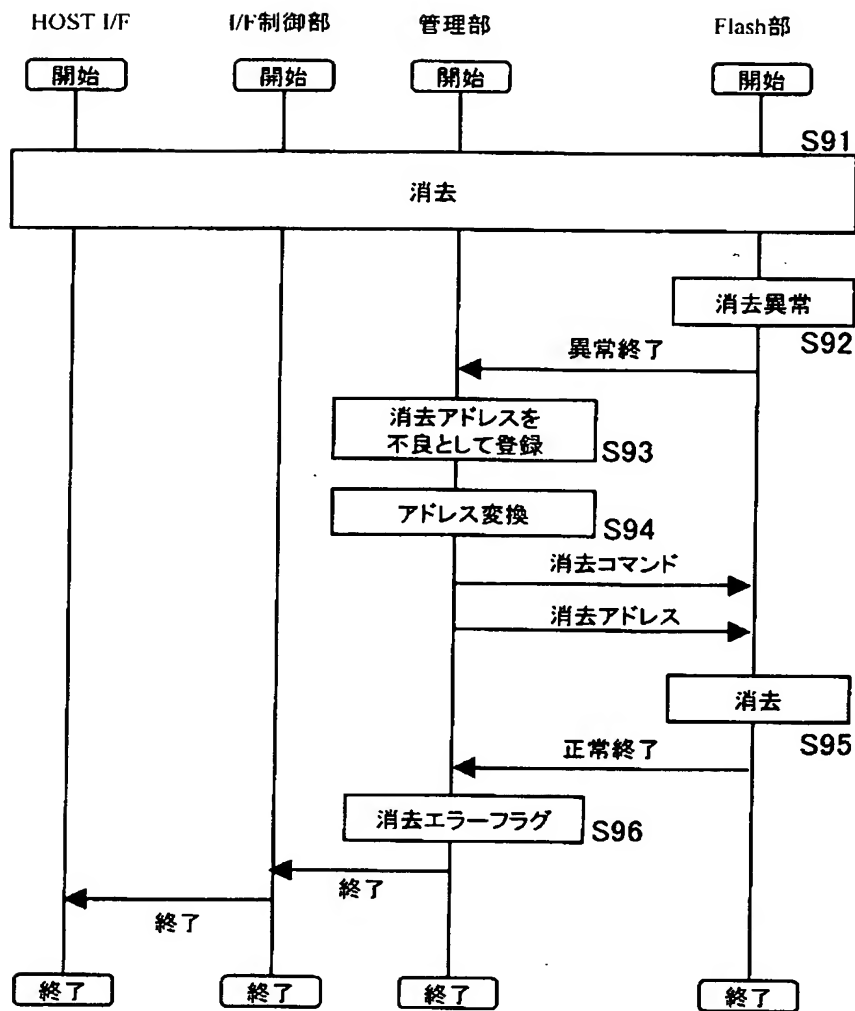 HOST I/F
I/F制御部
管理部
Flash部
開始
開始
開始
開始
S91
消去
消去異常
S92
異常終了
消去アドレスを
不良として登録
S93
アドレス変換
S94
消去コマンド
消去アドレス
消去
S95
正常終了
消去エラーフラグ
S96
終了
終了
終了
終了
終了
終了